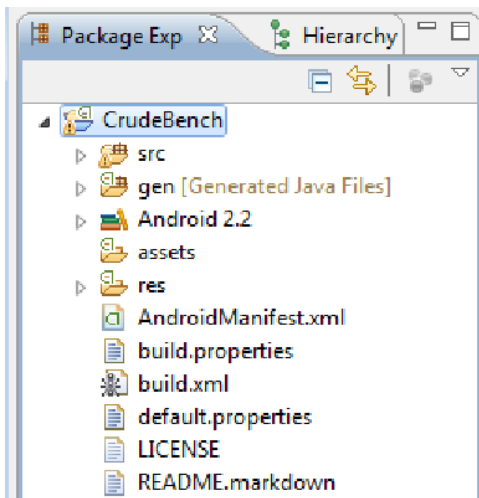 Package Exp Hierarchy
CrudeBench
src
gen [Generated Java Files]
Android 2.2
assets
res
AndroidManifest.xml
build.properties
build.xml
default.properties
LICENSE
README.markdown